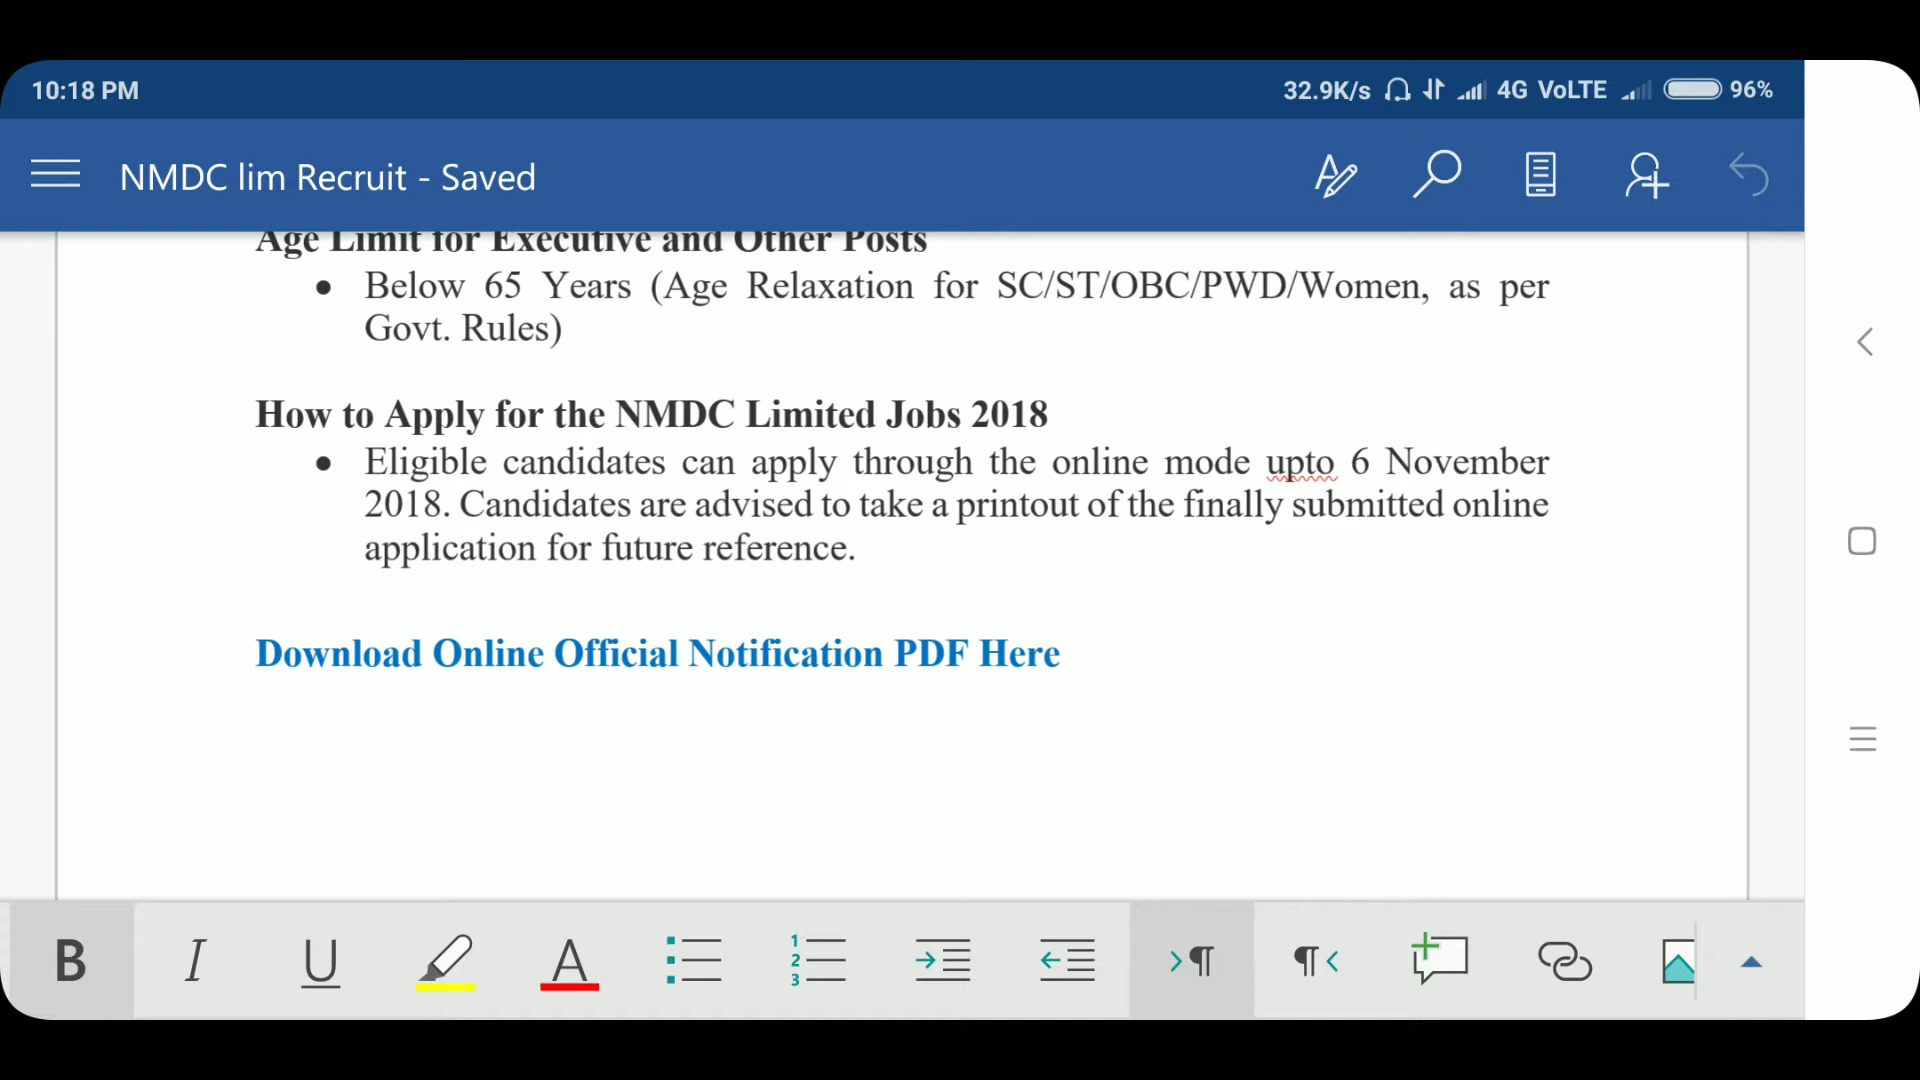 10:18 PM
32.9K/s 4G VoLTE 96%
NMDC lim Recruit - Saved
Age Limit for Executive and Other Posts
• Below 65 Years (Age Relaxation for SC/ST/OBC/PWD/Women, as per
Govt. Rules)
How to Apply for the NMDC Limited Jobs 2018
• Eligible candidates can apply through the online mode upto 6 November
2018. Candidates are advised to take a printout of the finally submitted online
application for future reference.
Download Online Official Notification PDF Here
B I U A